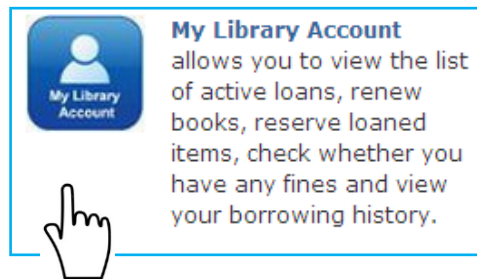 My Library
Account
My Library Account
allows you to view the list
of active loans, renew
books, reserve loaned
items, check whether you
have any fines and view
your borrowing history.